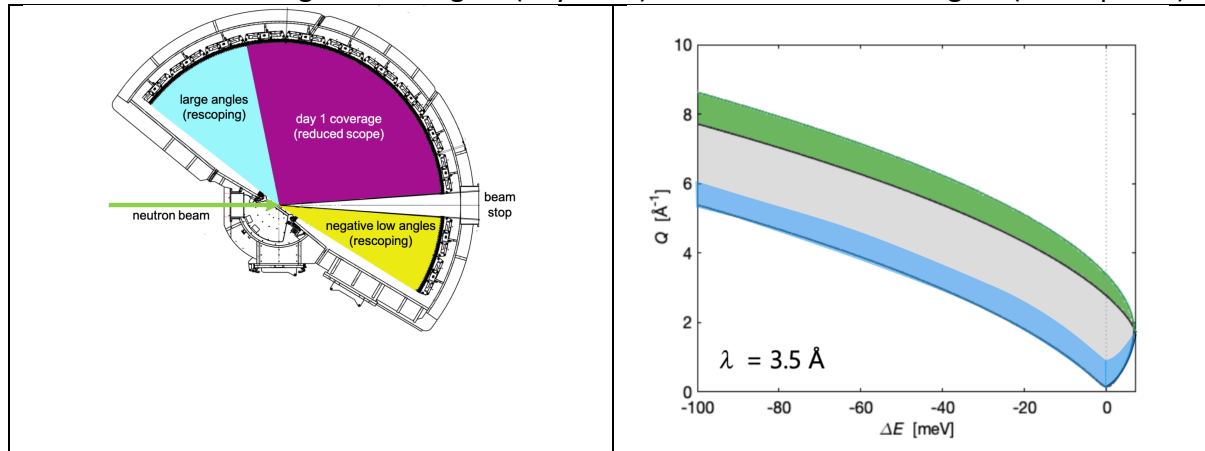 large angles
(rescoping)
day 1 coverage
(reduced scope)
neutron beam
beam
stop
negative low angles
(rescoping)
10
8
6
4
2
0
Q [Å⁻¹]
λ = 3.5 Å
-100
-80
-60
-40
-20
0
ΔE [meV]